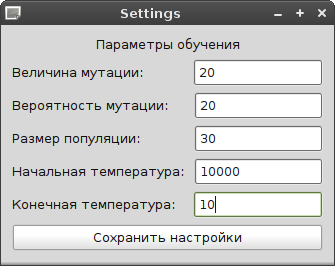 Settings
Параметры обучения
Величина мутации: 20
Вероятность мутации: 20
Размер популяции: 30
Начальная температура: 10000
Конечная температура: 10
Сохранить настройки